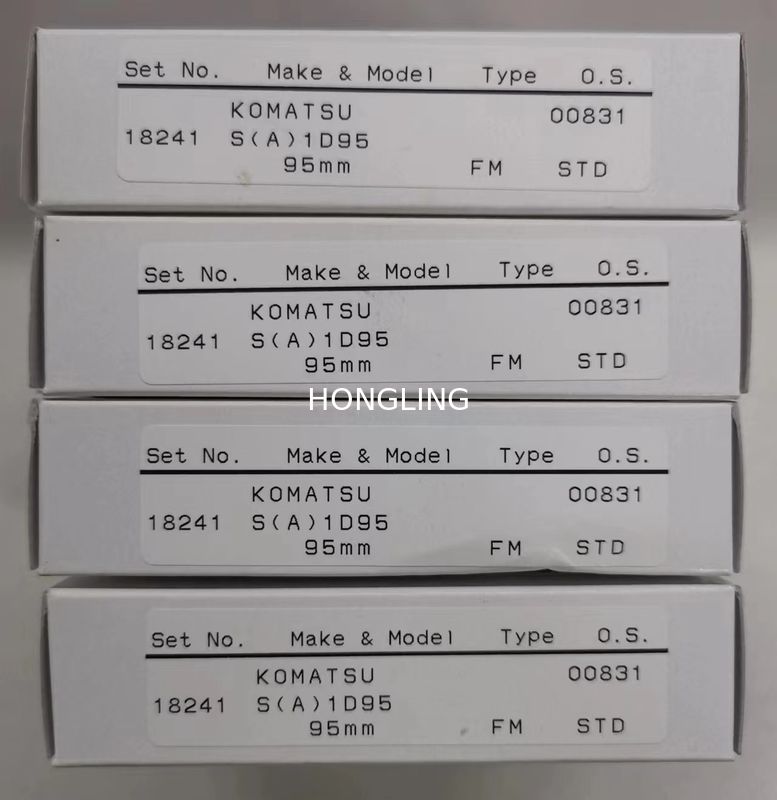 Set No. Make & Model Type O.S.
KOMATSU 00831
18241 S(A)1D95
95mm FM STD
Set No. Make & Model Type O.S.
KOMATSU 00831
18241 S(A)1D95
95mm FM STD
HONGLING
Set No. Make & Model Type O.S.
KOMATSU 00831
18241 S(A)1D95
95mm FM STD
Set No. Make & Model Type O.S.
KOMATSU 00831
18241 S(A)1D95
95mm FM STD